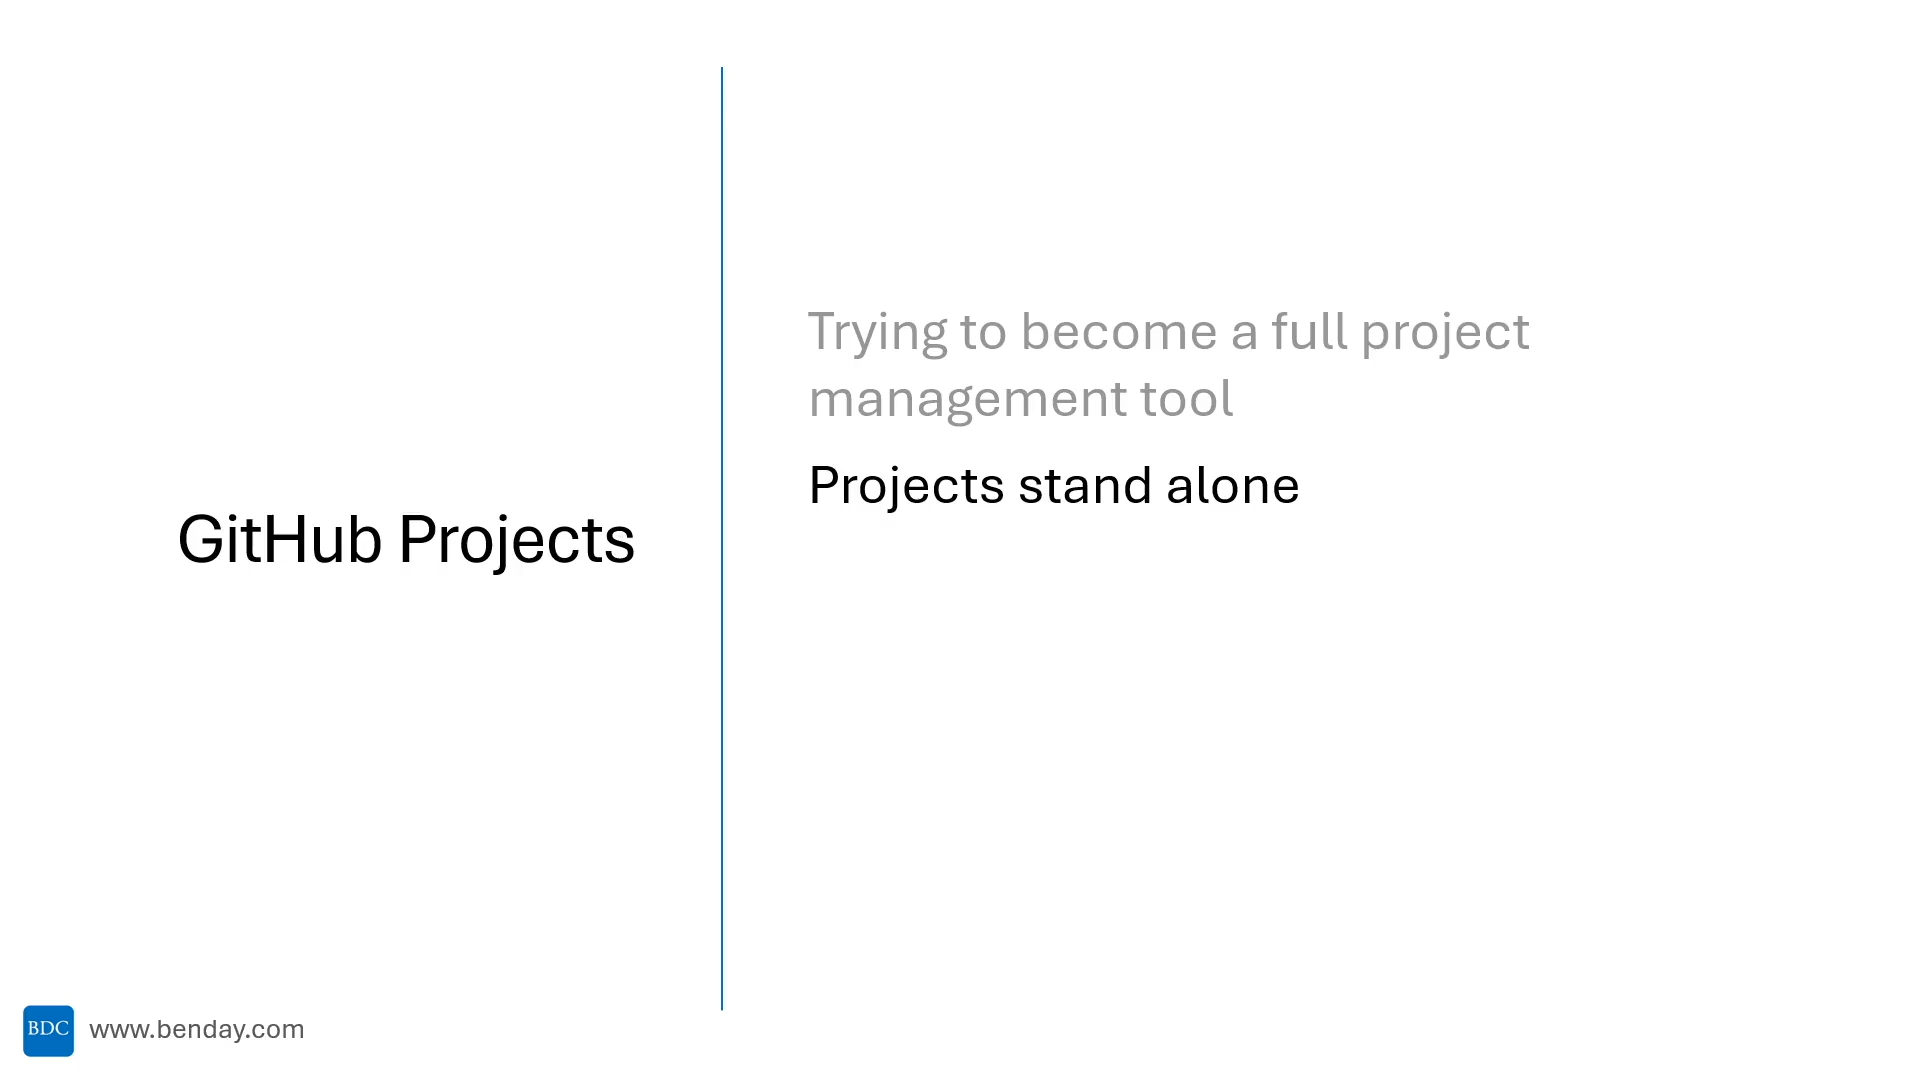 GitHub Projects
Trying to become a full project
management tool
Projects stand alone
BDC
www.benday.com